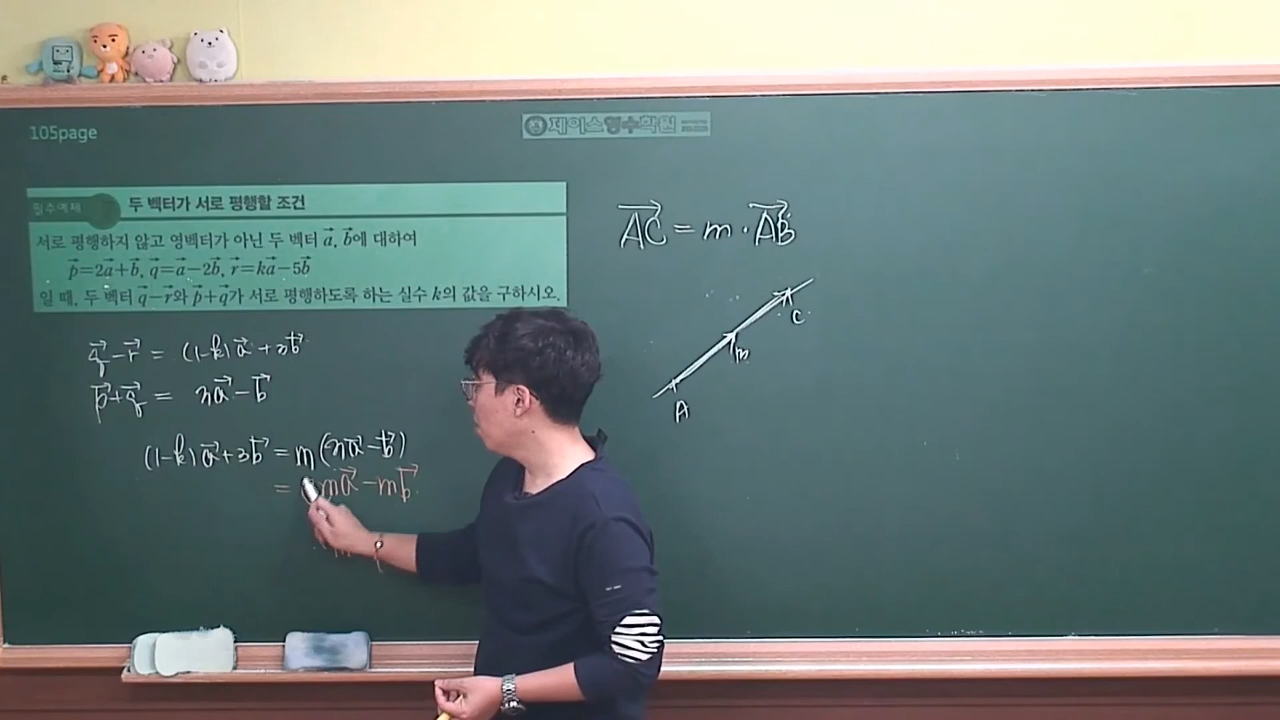 105page
제이스영수학원
필수예제 두 벡터가 서로 평행할 조건
서로 평행하지 않고 영벡터가 아닌 두 벡터 a⃗, b⃗에 대하여
p⃗=2a⃗+b⃗, q⃗=a⃗-2b⃗, r⃗=ka⃗-5b⃗
일 때, 두 벡터 q⃗-r⃗와 p⃗+q⃗가 서로 평행하도록 하는 실수 k의 값을 구하시오.
q⃗-r⃗ = (1-k)a⃗+3b⃗
p⃗+q⃗ = 3a⃗-b⃗
(1-k)a⃗+3b⃗ = m(3a⃗-b⃗)
= ma⃗-mb⃗
AC⃗ = m·AB⃗
C
B
A